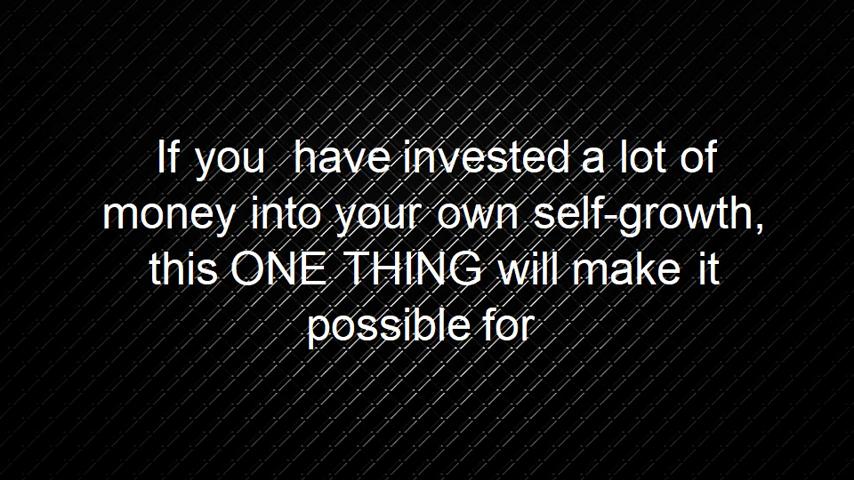 If you  have invested a lot of
money into your own self-growth,
this ONE THING will make it
possible for